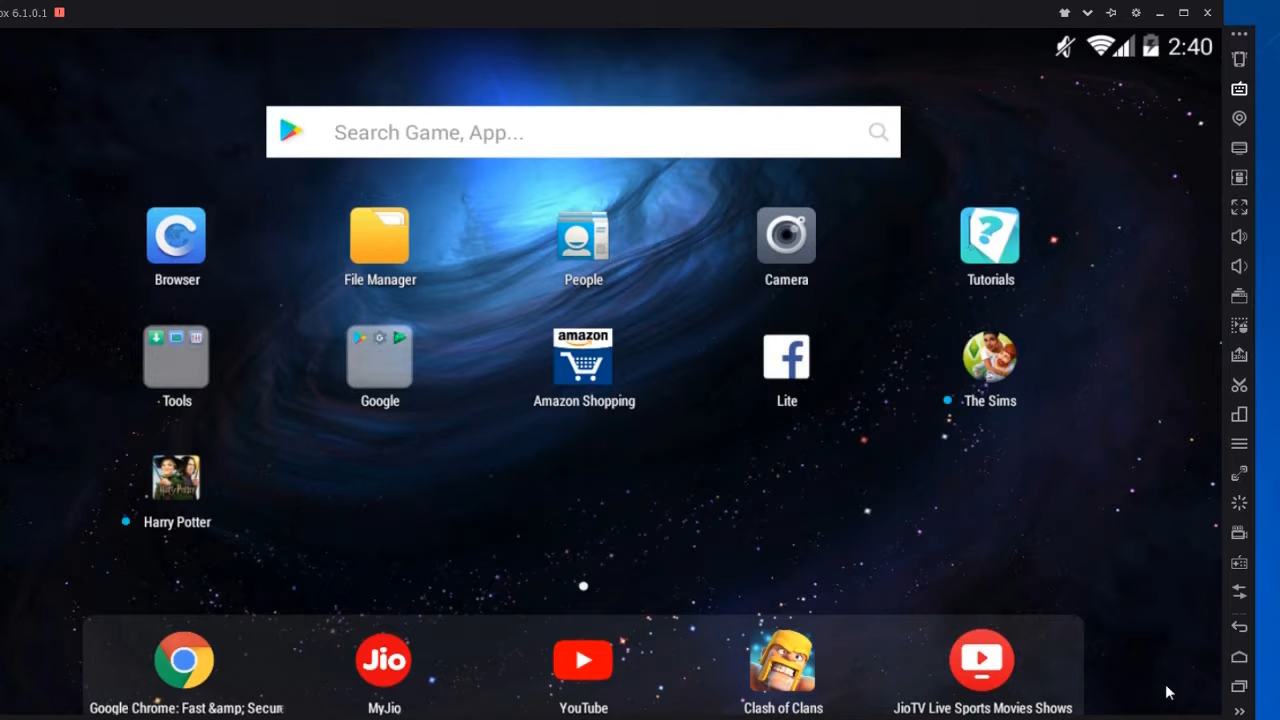 ox 6.1.0.1
2:40
Search Game, App...
Browser
File Manager
People
Camera
Tutorials
amazon
Tools
Google
Amazon Shopping
Lite
The Sims
Harry Potter
Jio
Google Chrome: Fast &amp; Secur
MyJio
YouTube
Clash of Clans
JioTV Live Sports Movies Shows